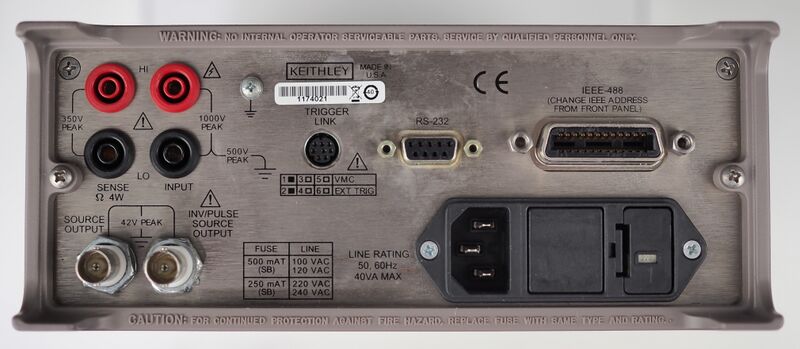 WARNING: NO INTERNAL OPERATOR SERVICEABLE PARTS, SERVICE BY QUALIFIED PERSONNEL ONLY.
HI
KEITHLEY
MADE IN
U.S.A.
1174021
40
CE
IEEE-488
(CHANGE IEEE ADDRESS
FROM FRONT PANEL)
350V
PEAK
1000V
PEAK
TRIGGER
LINK
RS-232
500V
PEAK
LO
SENSE
Ω 4W
INPUT
1 3 5 VMC
2 4 6 EXT TRIG
SOURCE
OUTPUT
42V PEAK
INV/PULSE
SOURCE
OUTPUT
FUSE LINE
500 mAT
(SB)
100 VAC
120 VAC
250 mAT
(SB)
220 VAC
240 VAC
LINE RATING
50, 60Hz
40VA MAX
CAUTION: FOR CONTINUED PROTECTION AGAINST FIRE HAZARD, REPLACE FUSE WITH SAME TYPE AND RATING.